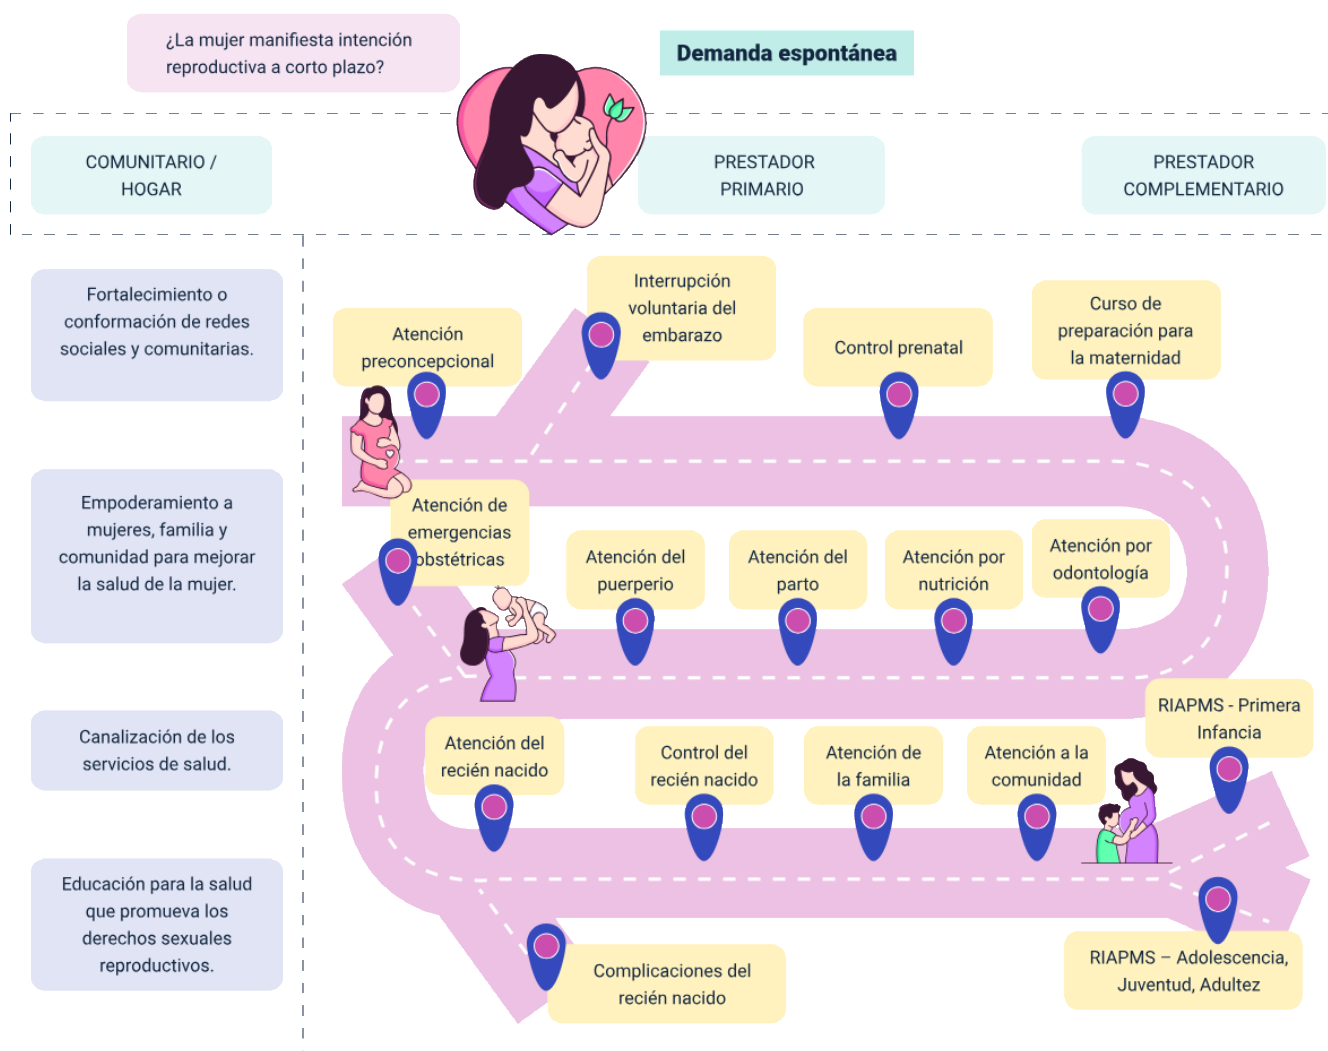 ¿La mujer manifiesta intención
reproductiva a corto plazo?
Demanda espontánea
COMUNITARIO /
HOGAR
PRESTADOR
PRIMARIO
PRESTADOR
COMPLEMENTARIO
Fortalecimiento o
conformación de redes
sociales y comunitarias.
Empoderamiento a
mujeres, familia y
comunidad para mejorar
la salud de la mujer.
Canalización de los
servicios de salud.
Educación para la salud
que promueva los
derechos sexuales
reproductivos.
Atención
preconcepcional
Interrupción
voluntaria del
embarazo
Control prenatal
Curso de
preparación para
la maternidad
Atención de
emergencias
obstétricas
Atención del
puerperio
Atención del
parto
Atención por
nutrición
Atención por
odontología
Atención del
recién nacido
Control del
recién nacido
Atención de
la familia
Atención a la
comunidad
RIAPMS - Primera
Infancia
Complicaciones del
recién nacido
RIAPMS – Adolescencia,
Juventud, Adultez